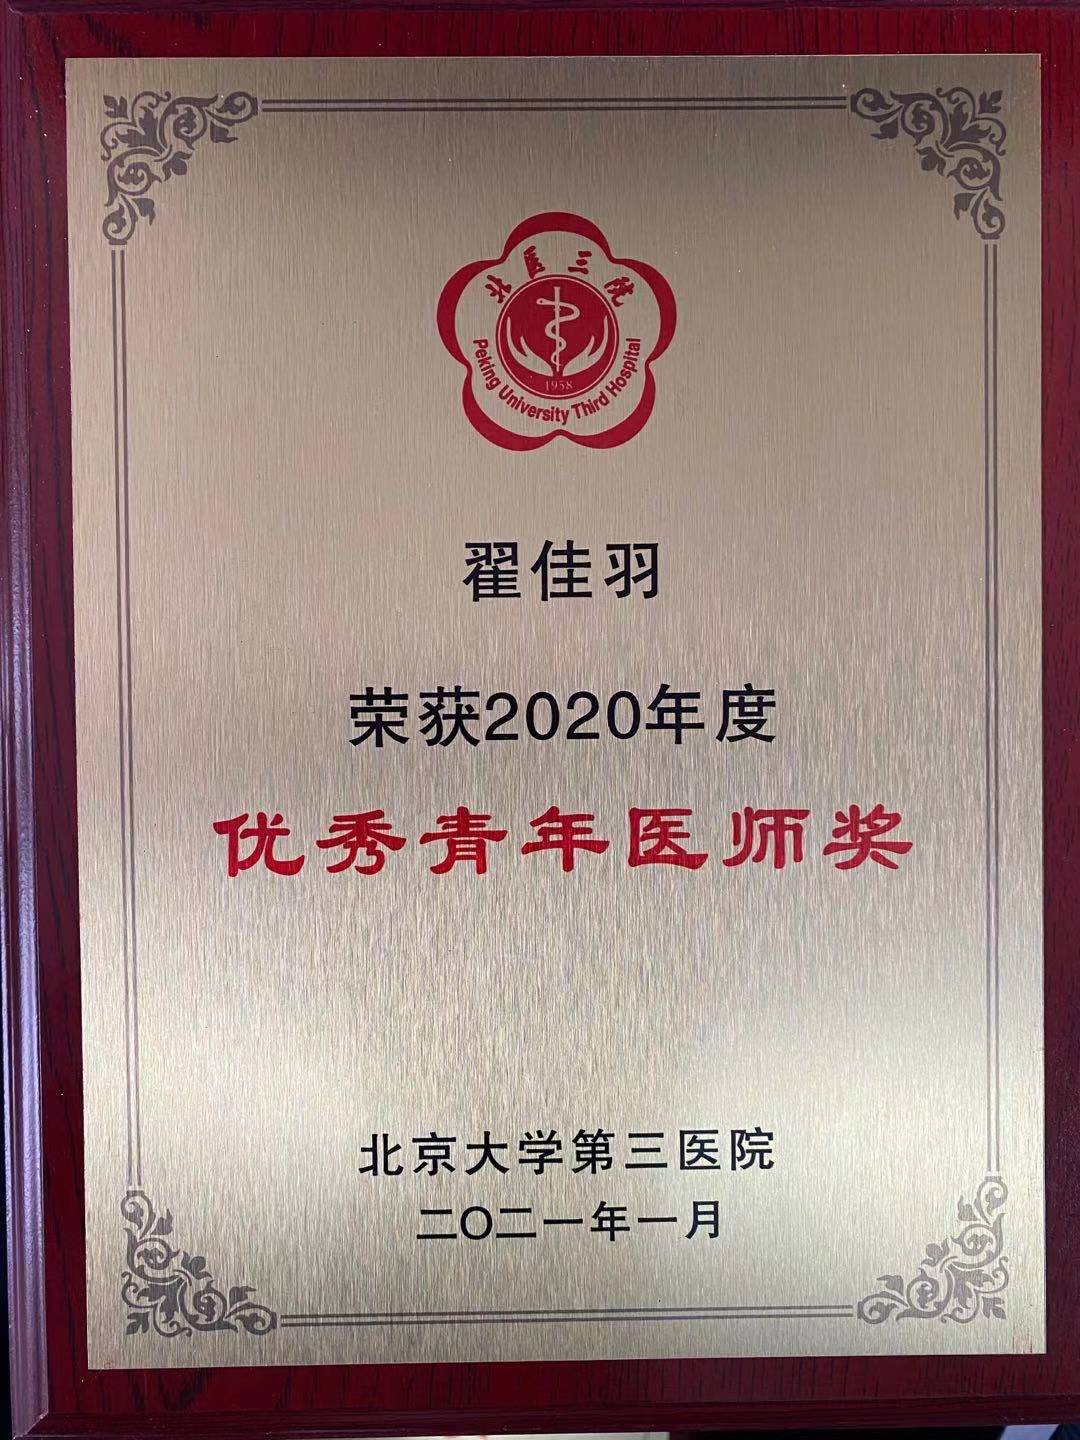 北医三院
Peking University Third Hospital
1958
翟佳羽
荣获2020年度
优秀青年医师奖
北京大学第三医院
二〇二一年一月